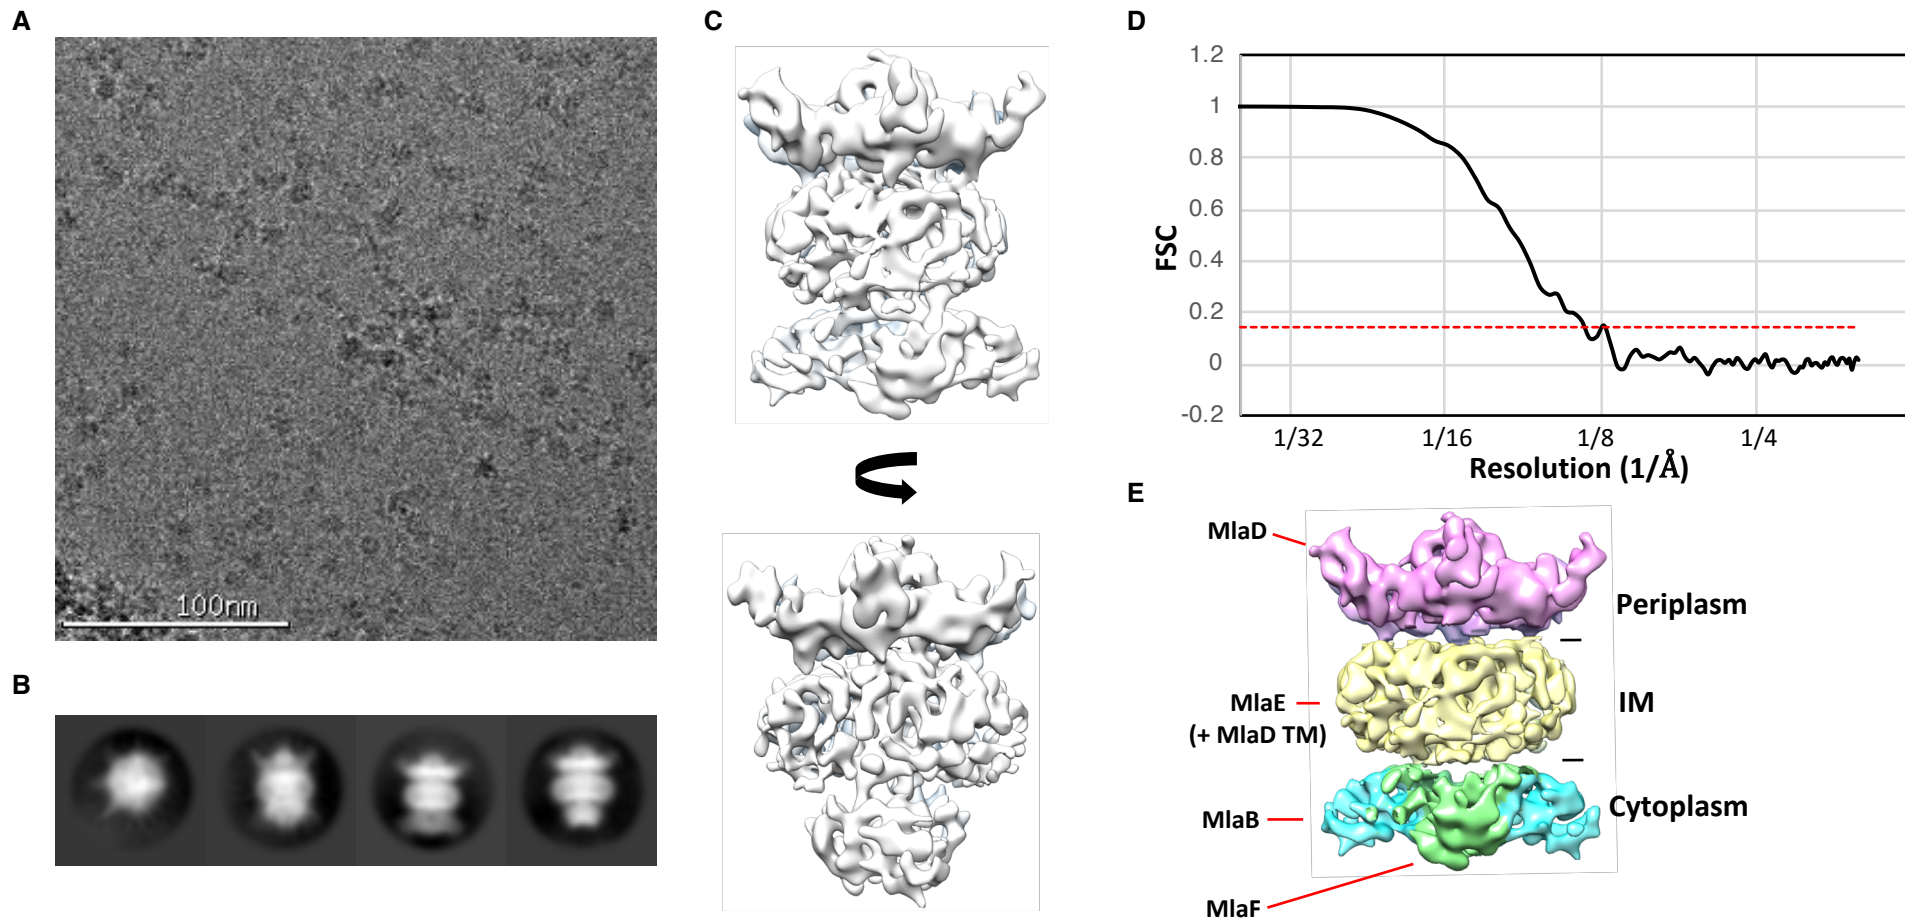 A
100nm
B
C
D
1.2
1
0.8
0.6
0.4
0.2
0
-0.2
FSC
1/32
1/16
1/8
1/4
Resolution (1/Å)
E
MlaD
Periplasm
MlaE
(+ MlaD TM)
IM
MlaB
Cytoplasm
MlaF